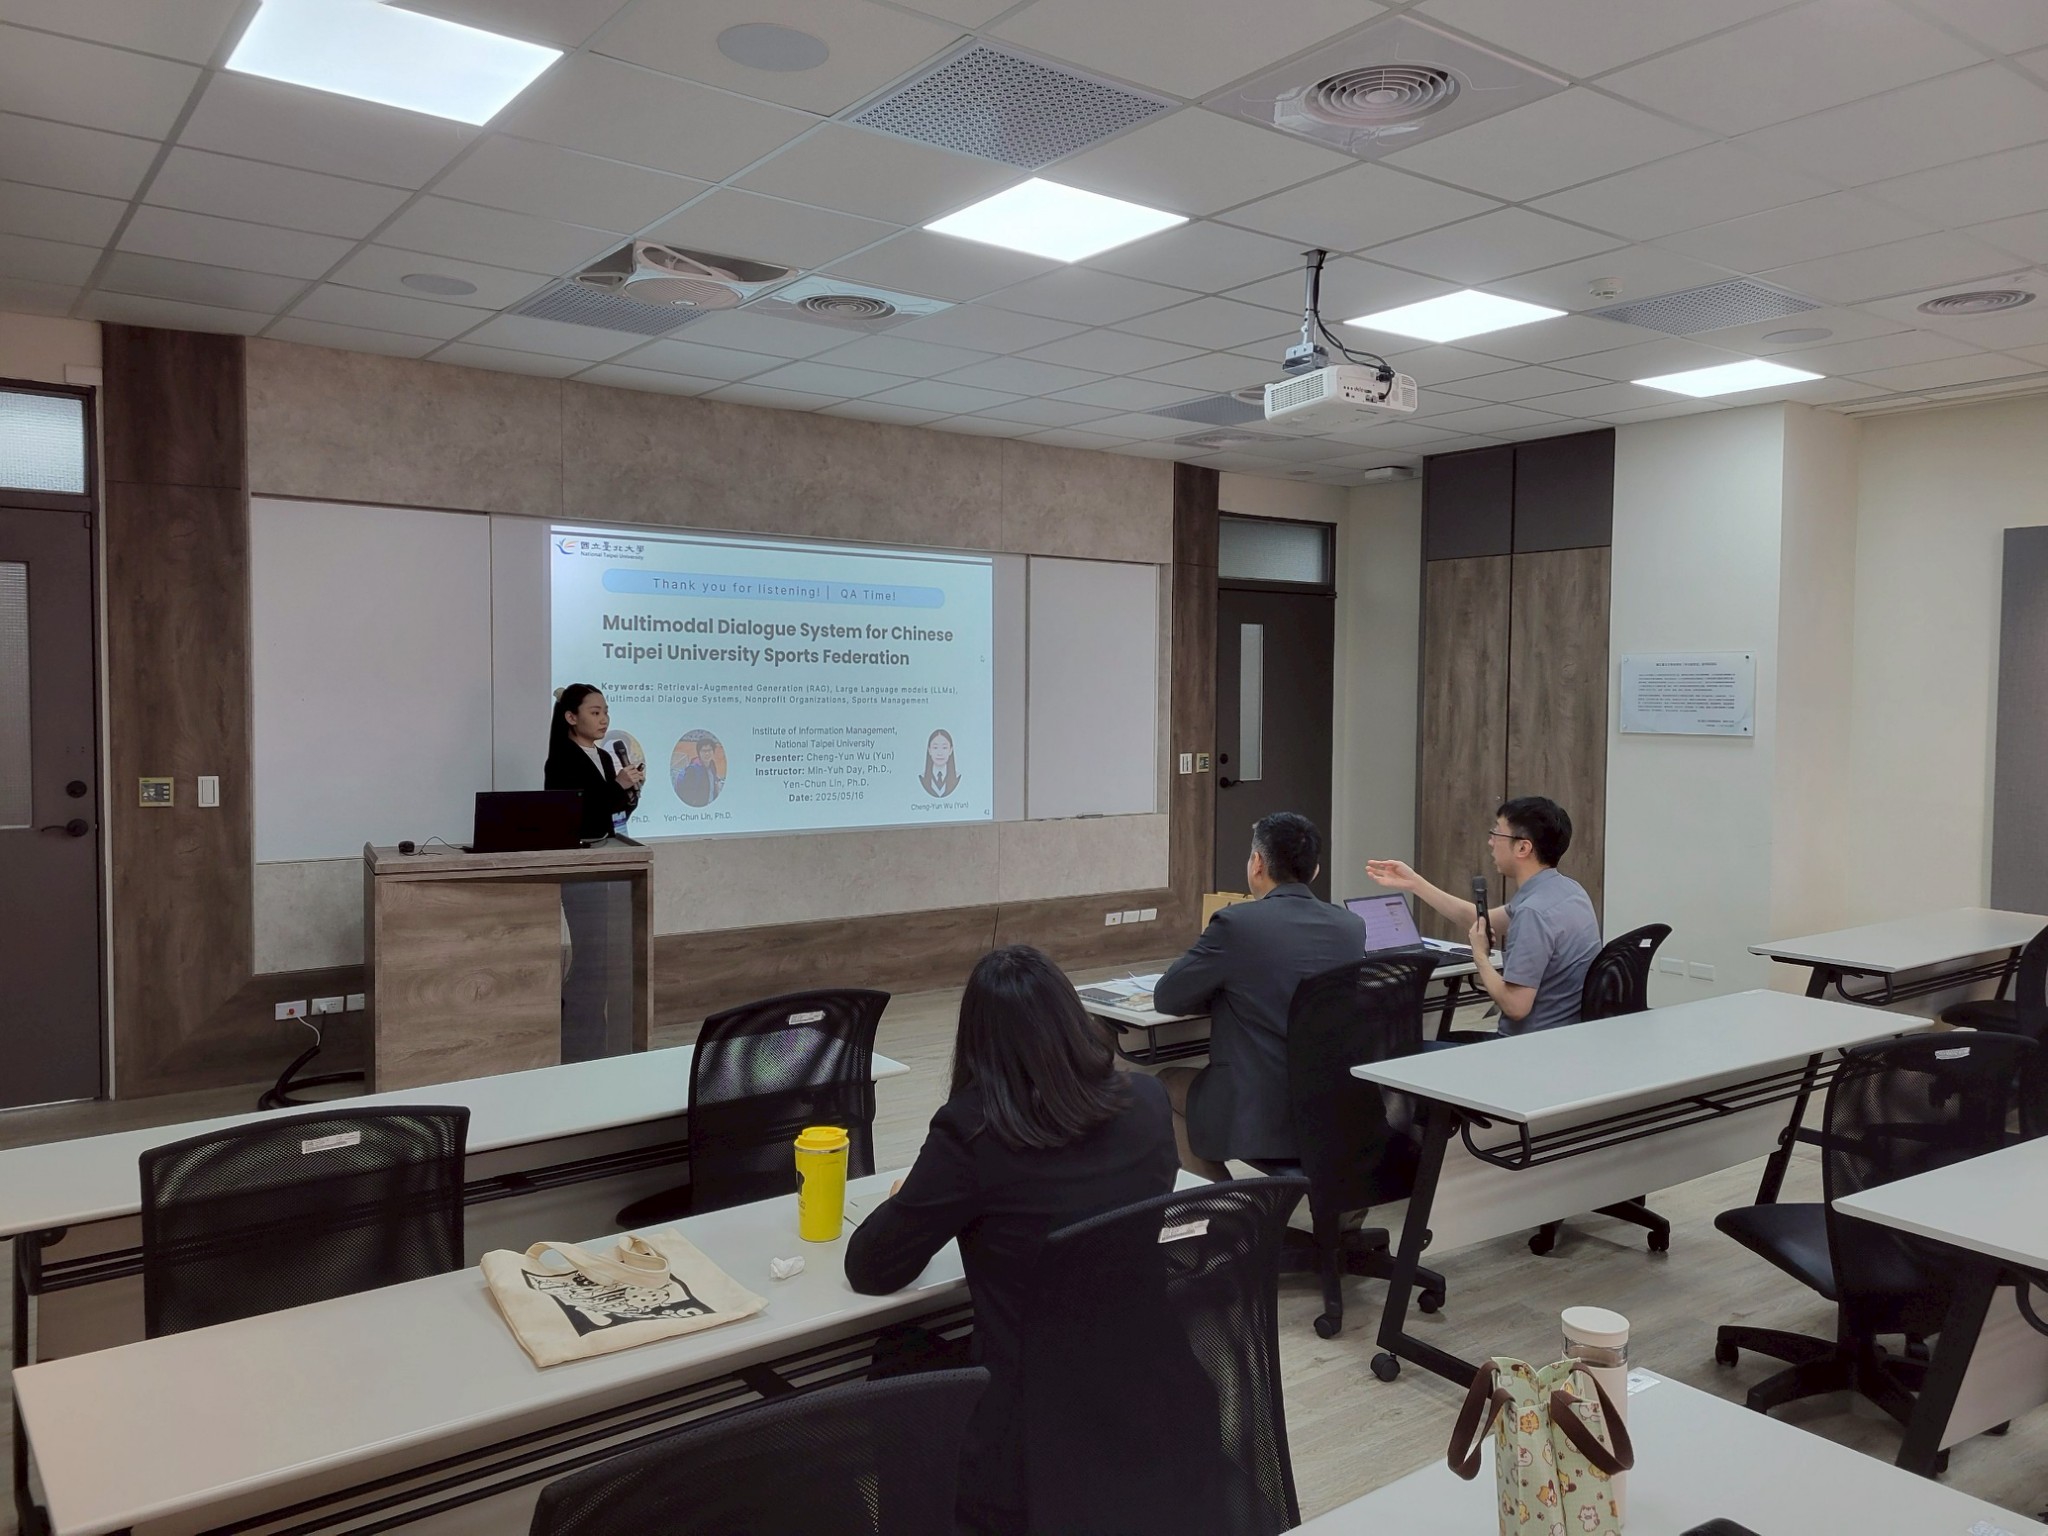 國立臺北大學
National Taipei University
Thank you for listening! | QA Time!
Multimodal Dialogue System for Chinese
Taipei University Sports Federation
Keywords: Retrieval-Augmented Generation (RAG), Large Language models (LLMs),
Multimodal Dialogue Systems, Nonprofit Organizations, Sports Management
Institute of Information Management,
National Taipei University
Presenter: Cheng-Yun Wu (Yun)
Instructor: Min-Yuh Day, Ph.D.,
Yen-Chun Lin, Ph.D.
Date: 2025/05/16
Ph.D.
Yen-Chun Lin, Ph.D.
Cheng-Yun Wu (Yun)